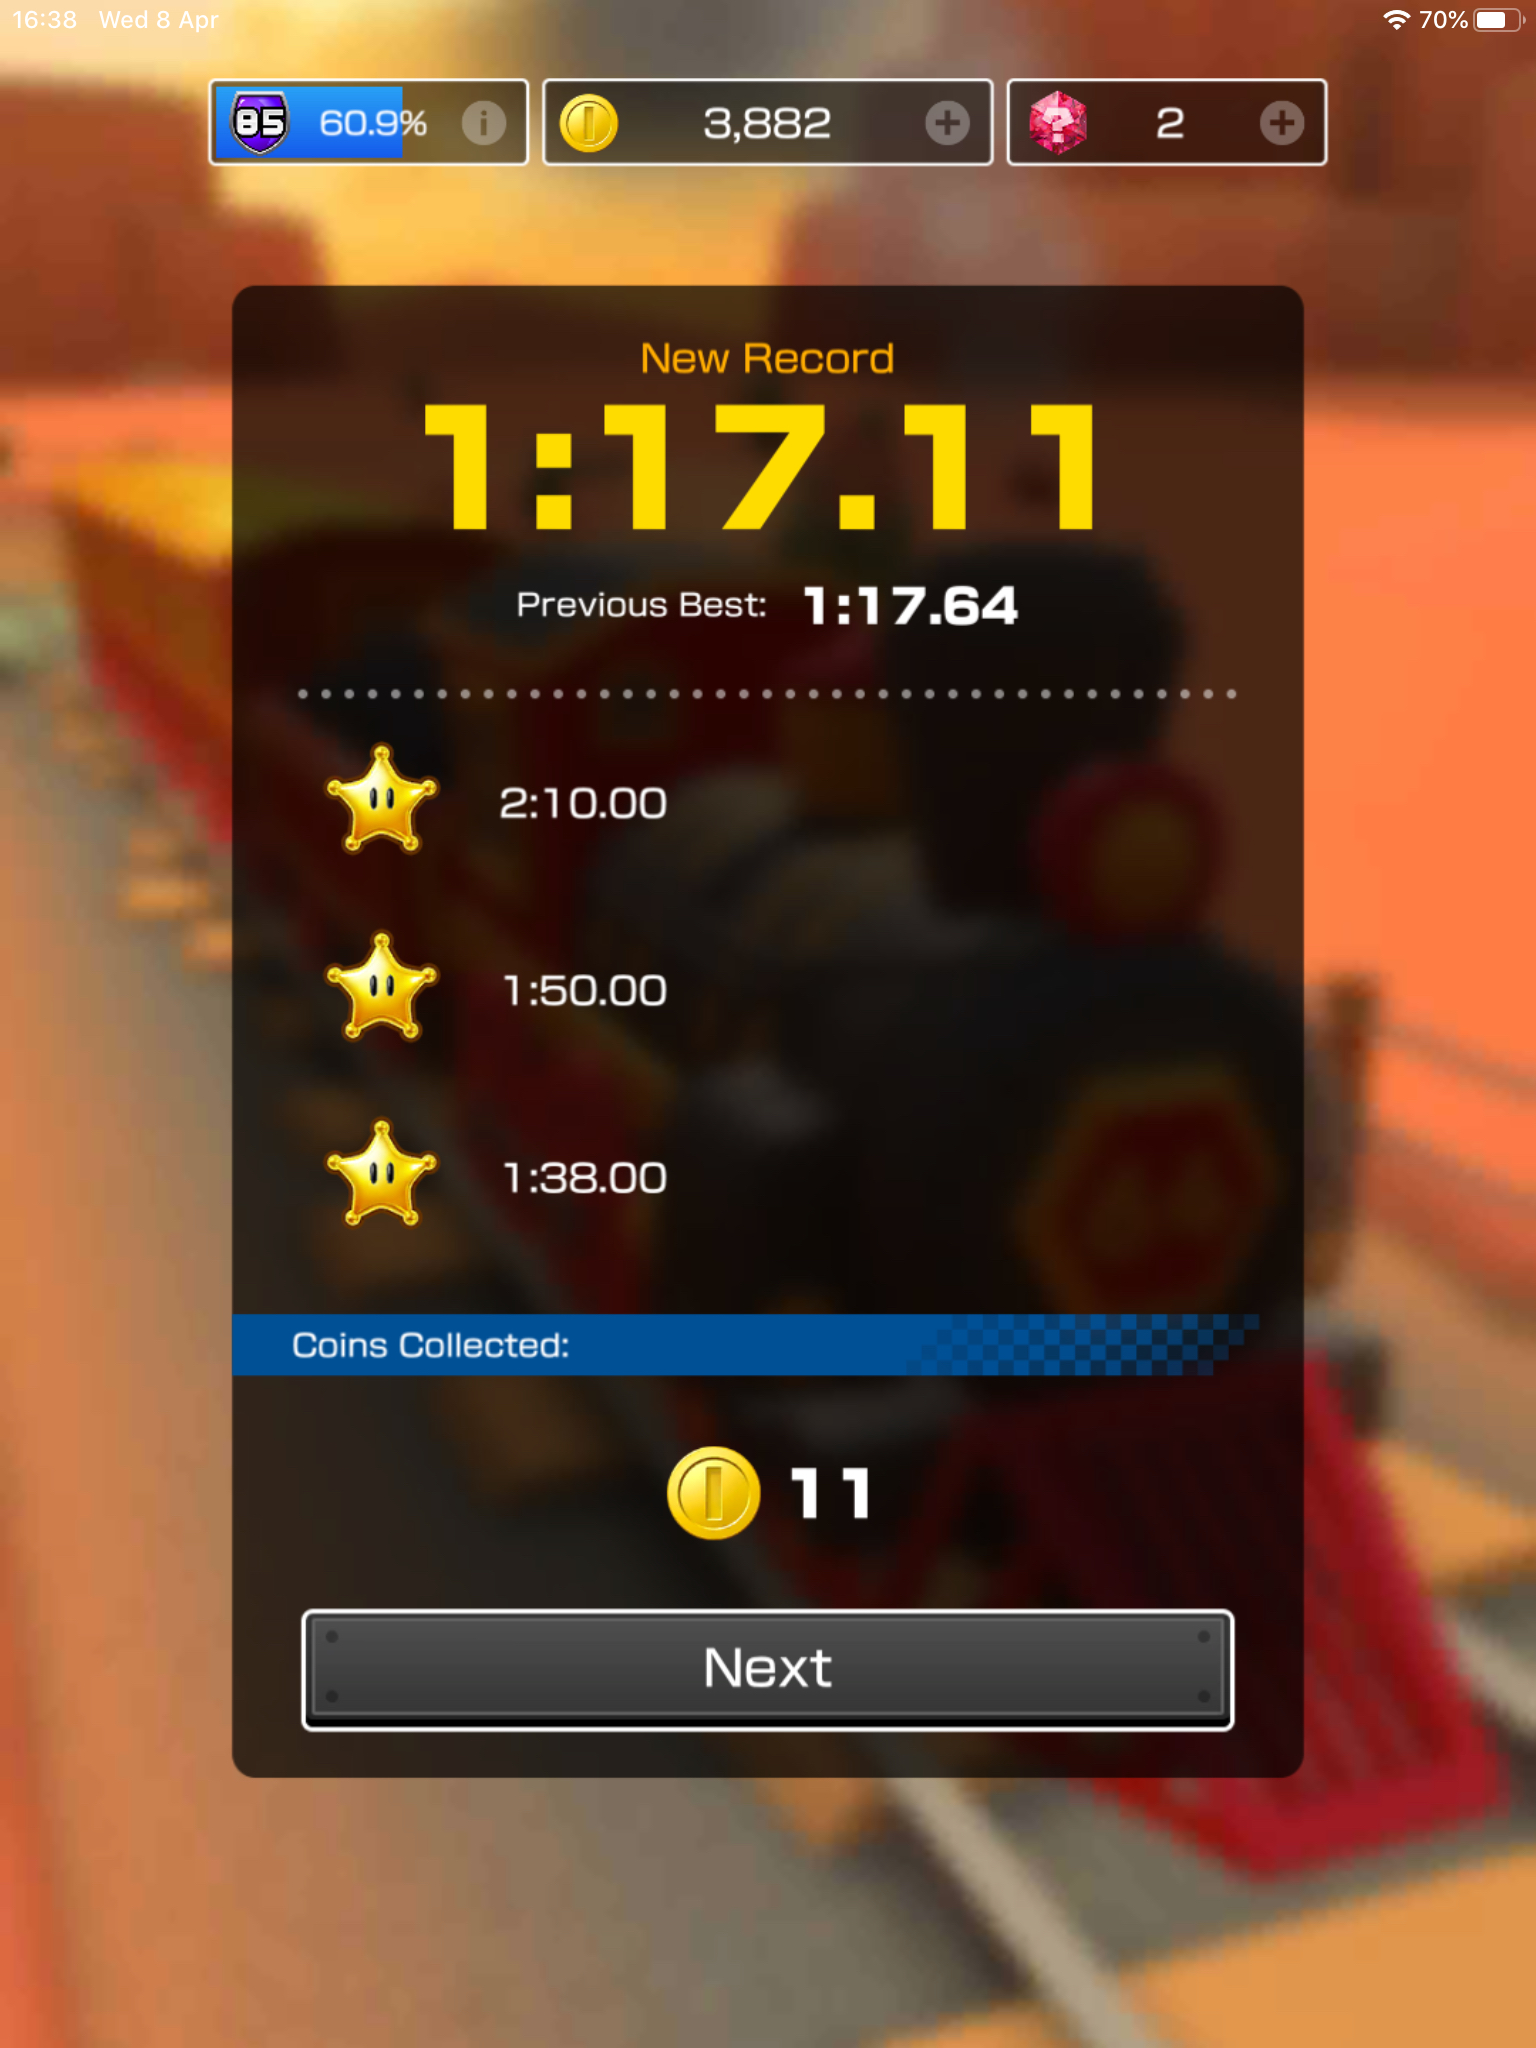 16:38 Wed 8 Apr 70%
85 60.9% i 3,882 + ? 2 +
New Record
1:17.11
Previous Best: 1:17.64
2:10.00
1:50.00
1:38.00
Coins Collected:
11
Next